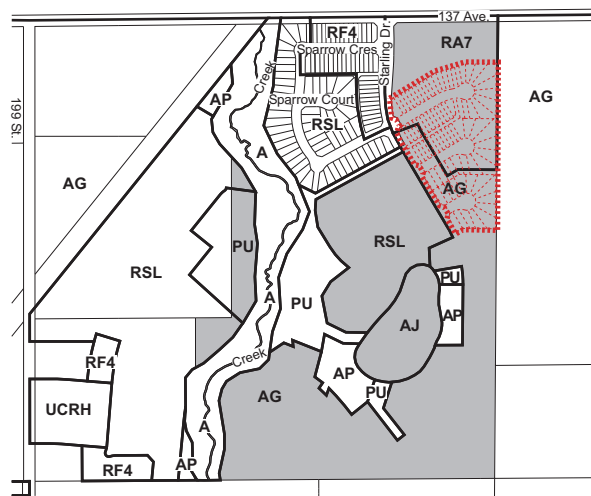 137 Ave.
RF4
Starling Dr.
RA7
Sparrow Cres
Creek
AP
Sparrow Court
AG
199 St
RSL
A
AG
AG
PU
RSL
RSL
PU
A
PU
AJ
AP
Creek
RF4
AP
PU
AG
UCRH
A
AP
RF4